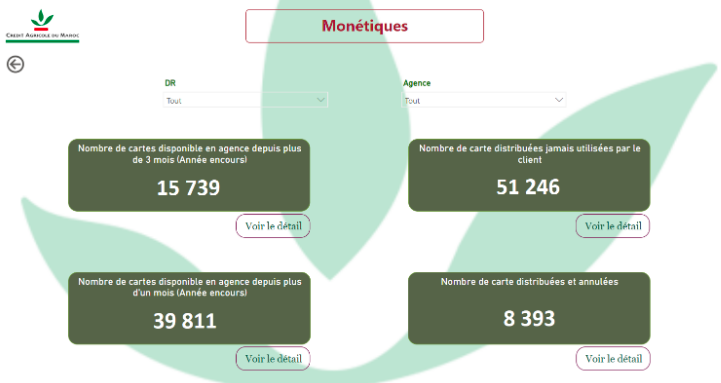 CREDIT AGRICOLE DU MAROC
Monétiques
DR
Agence
Tout
Tout
Nombre de cartes disponible en agence depuis plus
de 3 mois (Année encours)
15 739
Nombre de carte distribuées jamais utilisées par le
client
51 246
Voir le détail
Voir le détail
Nombre de cartes disponible en agence depuis plus
d'un mois (Année encours)
39 811
Nombre de carte distribuées et annulées
8 393
Voir le détail
Voir le détail